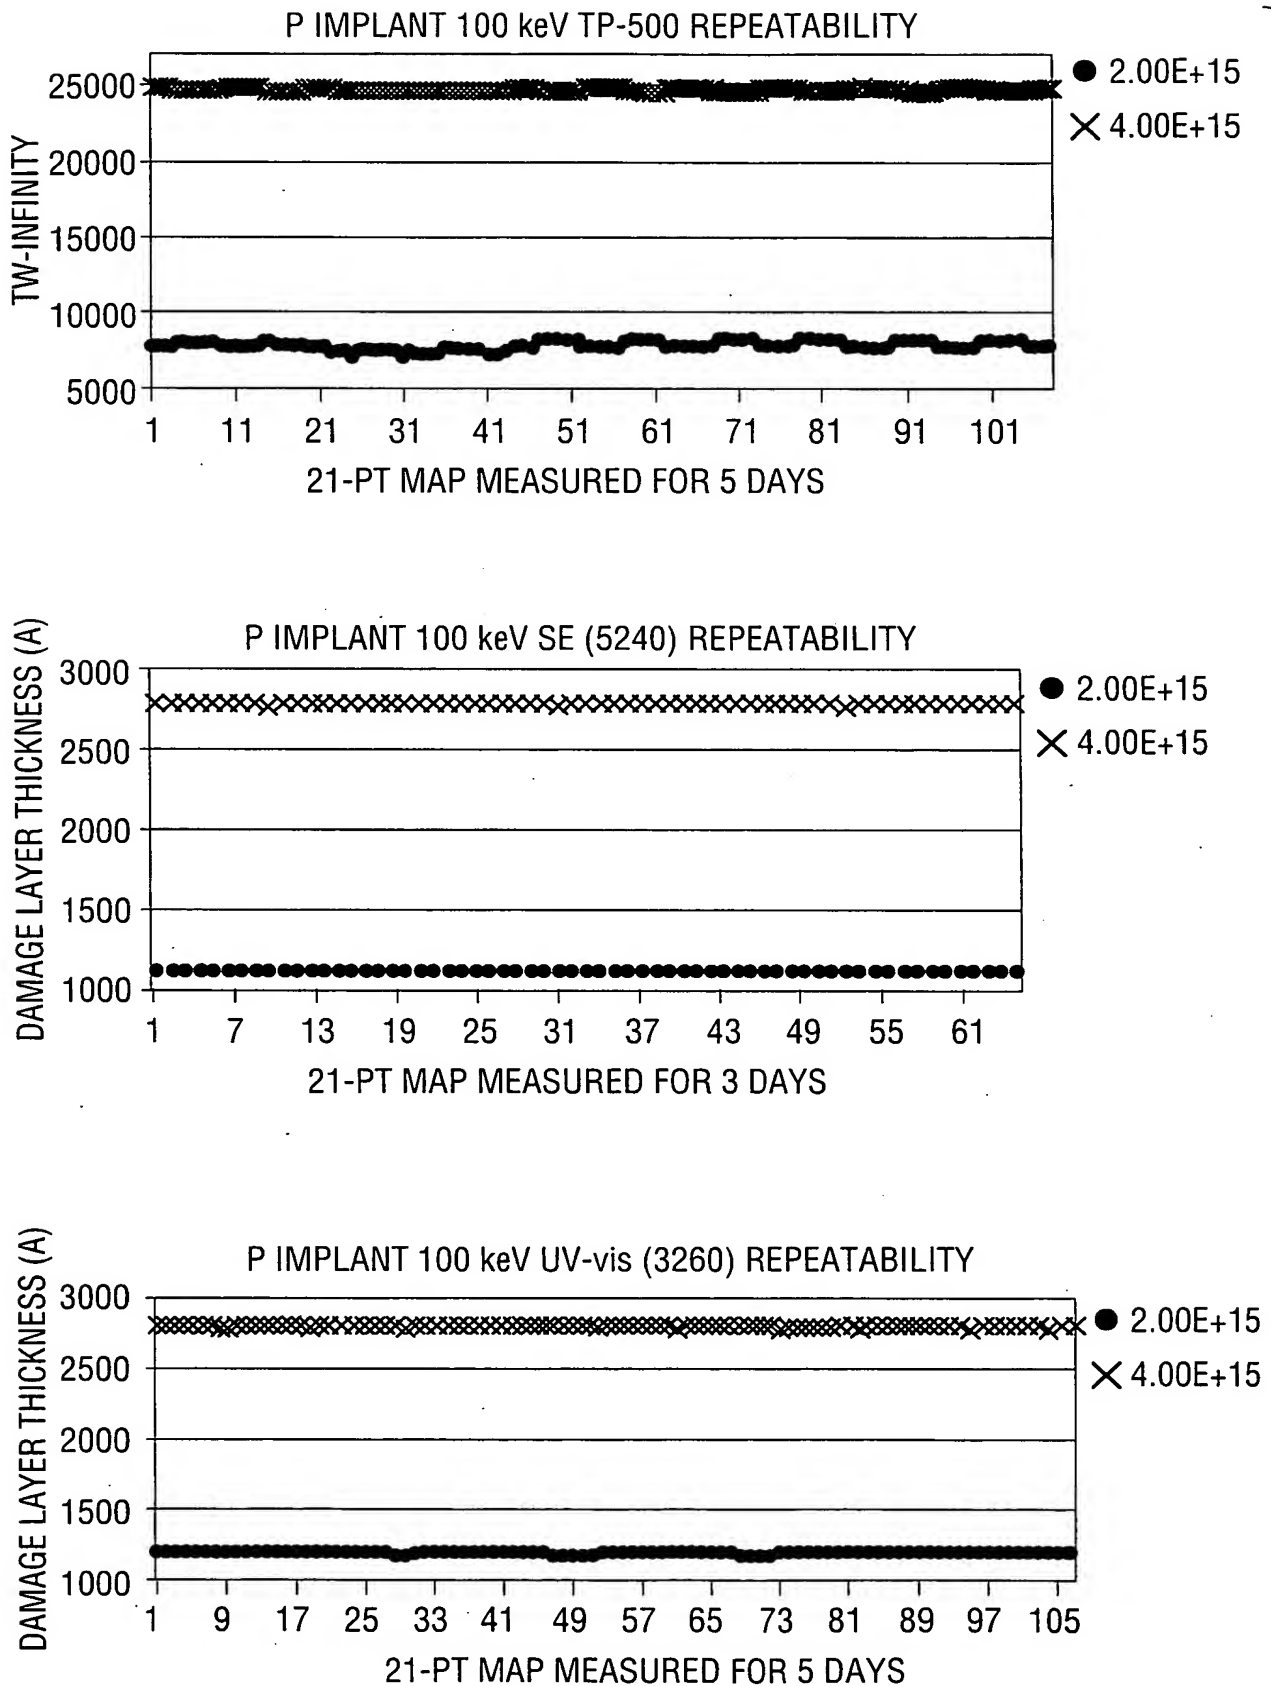 P IMPLANT 100 keV TP-500 REPEATABILITY
TW-INFINITY
25000
20000
15000
10000
5000
1 11 21 31 41 51 61 71 81 91 101
21-PT MAP MEASURED FOR 5 DAYS
2.00E+15
4.00E+15
P IMPLANT 100 keV SE (5240) REPEATABILITY
DAMAGE LAYER THICKNESS (A)
3000
2500
2000
1500
1000
1 7 13 19 25 31 37 43 49 55 61
21-PT MAP MEASURED FOR 3 DAYS
2.00E+15
4.00E+15
P IMPLANT 100 keV UV-vis (3260) REPEATABILITY
DAMAGE LAYER THICKNESS (A)
3000
2500
2000
1500
1000
1 9 17 25 33 41 49 57 65 73 81 89 97 105
21-PT MAP MEASURED FOR 5 DAYS
2.00E+15
4.00E+15